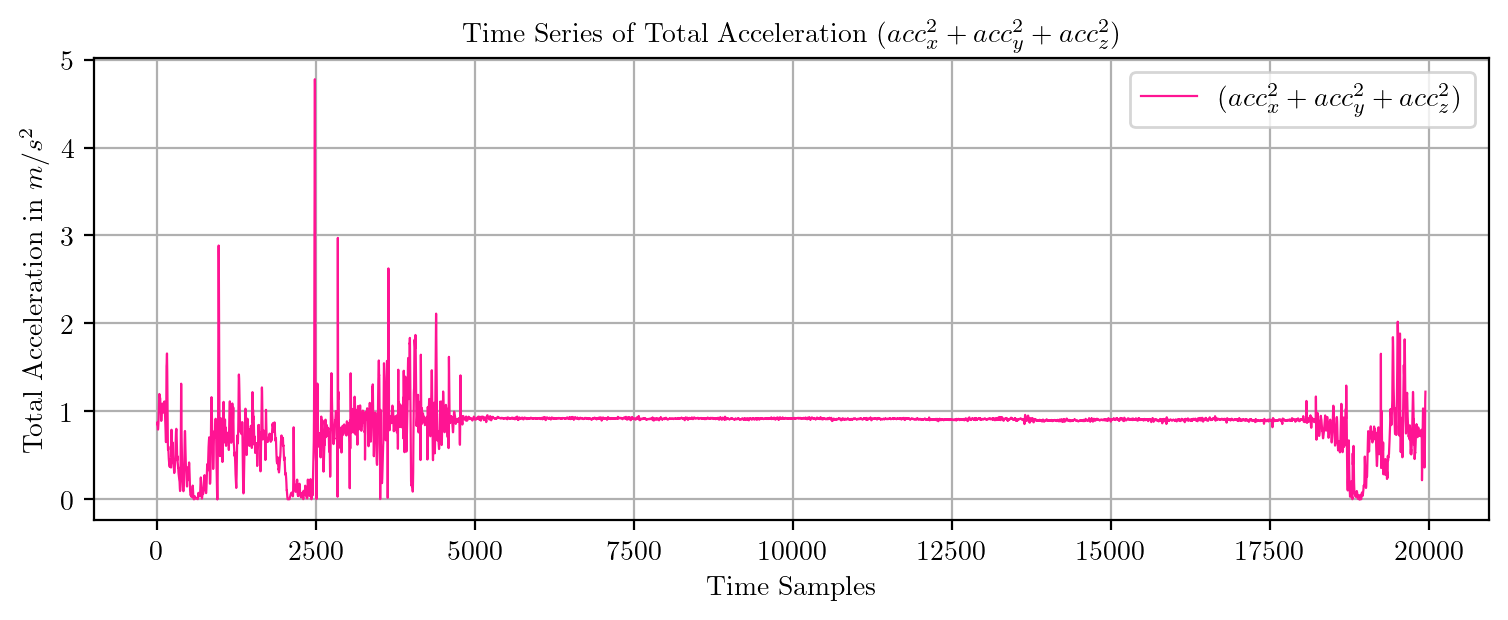 Time Series of Total Acceleration $(acc_x^2 + acc_y^2 + acc_z^2)$
Total Acceleration in $m/s^2$
5
4
3
2
1
0
$(acc_x^2 + acc_y^2 + acc_z^2)$
0 2500 5000 7500 10000 12500 15000 17500 20000
Time Samples